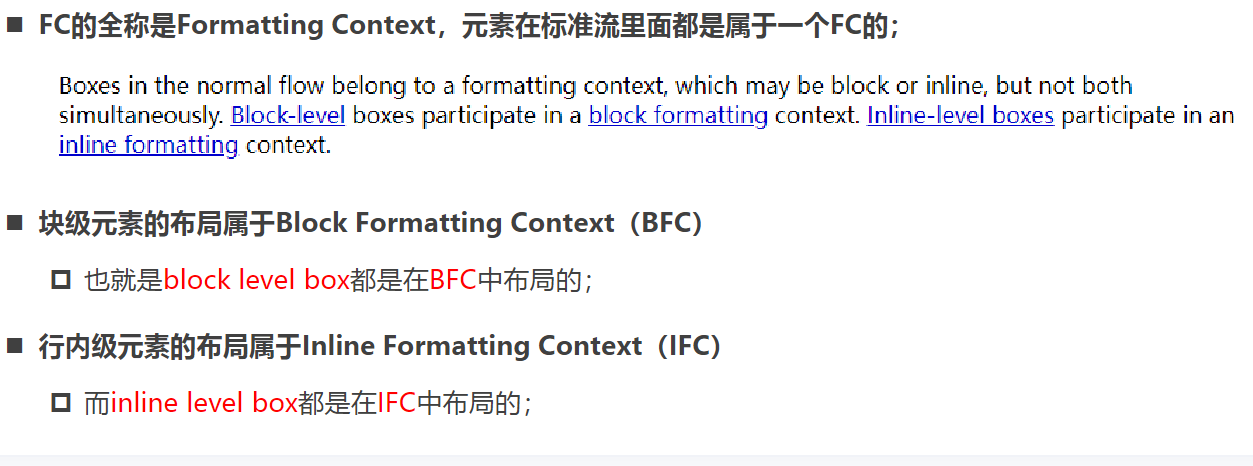 FC的全称是Formatting Context，元素在标准流里面都是属于一个FC的；
Boxes in the normal flow belong to a formatting context, which may be block or inline, but not both
simultaneously. Block-level boxes participate in a block formatting context. Inline-level boxes participate in an
inline formatting context.
块级元素的布局属于Block Formatting Context（BFC）
也就是block level box都是在BFC中布局的；
行内级元素的布局属于Inline Formatting Context（IFC）
而inline level box都是在IFC中布局的；